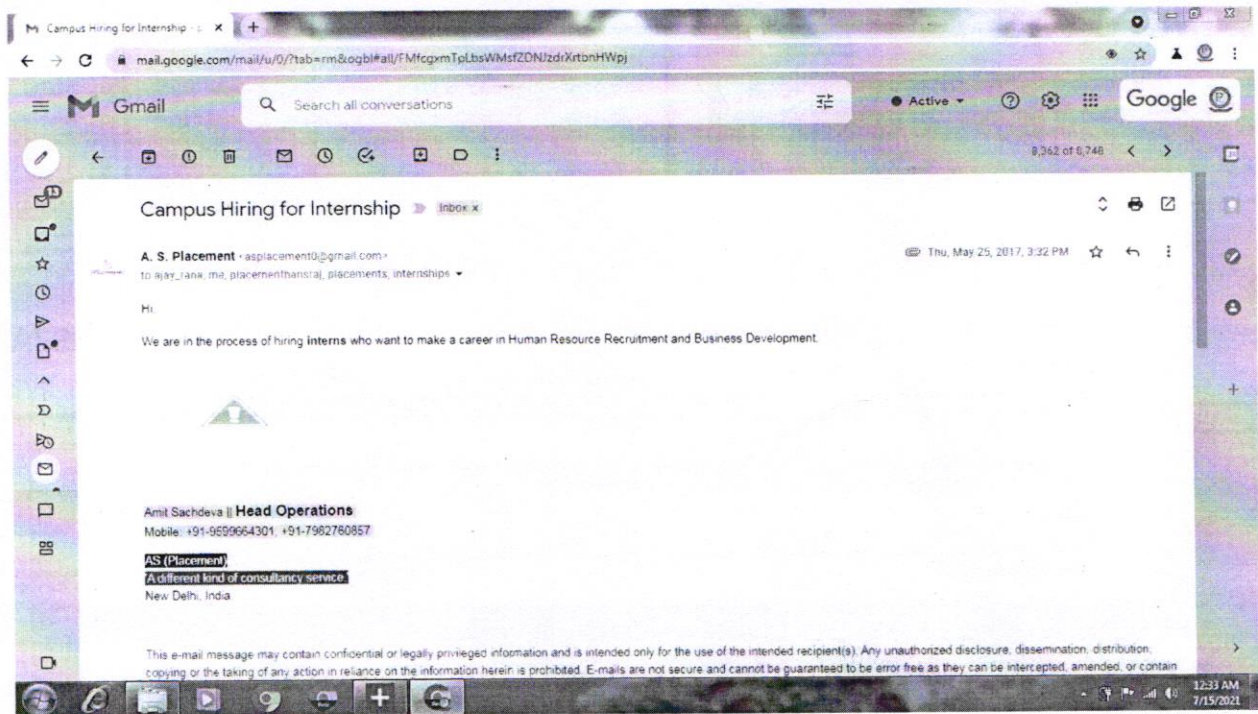 Campus Hiring for Internship
mail.google.com/mail/u/0/?tab=rm&ogbl#all/FMfcgxmTpLbsWMsfZDNJzdrXrtbnHWpj
Gmail
Search all conversations
Active
Google
8,362 of 8,748
Campus Hiring for Internship
Inbox x
A. S. Placement <asplacement0@gmail.com>
Thu, May 25, 2017, 3:32 PM
to ajay_rana, me, placementhansraj, placements, internships
Hi
We are in the process of hiring interns who want to make a career in Human Resource Recruitment and Business Development.
Amit Sachdeva || Head Operations
Mobile: +91-9599664301, +91-7982760857
AS (Placement)
A different kind of consultancy service.
New Delhi, India
This e-mail message may contain confidential or legally privileged information and is intended only for the use of the intended recipient(s). Any unauthorized disclosure, dissemination, distribution,
copying or the taking of any action in reliance on the information herein is prohibited. E-mails are not secure and cannot be guaranteed to be error free as they can be intercepted, amended, or contain
12:33 AM
7/15/2021